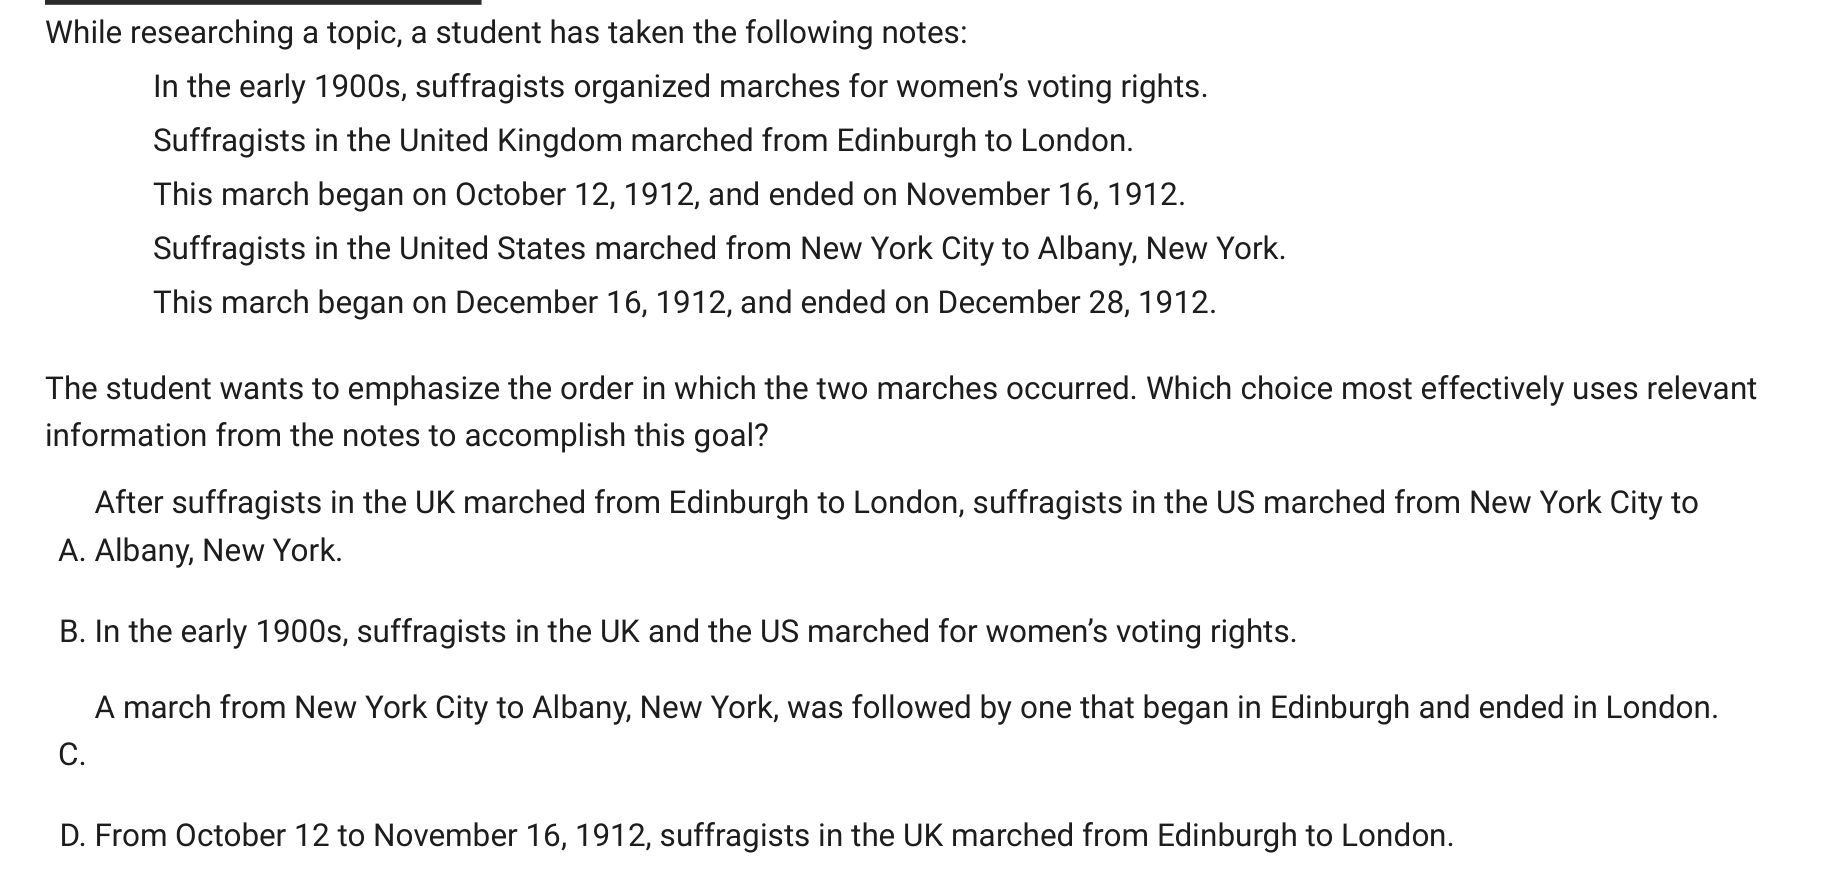 While researching a topic, a student has taken the following notes:
In the early 1900s, suffragists organized marches for women’s voting rights.
Suffragists in the United Kingdom marched from Edinburgh to London.
This march began on October 12, 1912, and ended on November 16, 1912.
Suffragists in the United States marched from New York City to Albany, New York.
This march began on December 16, 1912, and ended on December 28, 1912.
The student wants to emphasize the order in which the two marches occurred. Which choice most effectively uses relevant
information from the notes to accomplish this goal?
After suffragists in the UK marched from Edinburgh to London, suffragists in the US marched from New York City to
A. Albany, New York.
B. In the early 1900s, suffragists in the UK and the US marched for women’s voting rights.
A march from New York City to Albany, New York, was followed by one that began in Edinburgh and ended in London.
C.
D. From October 12 to November 16, 1912, suffragists in the UK marched from Edinburgh to London.